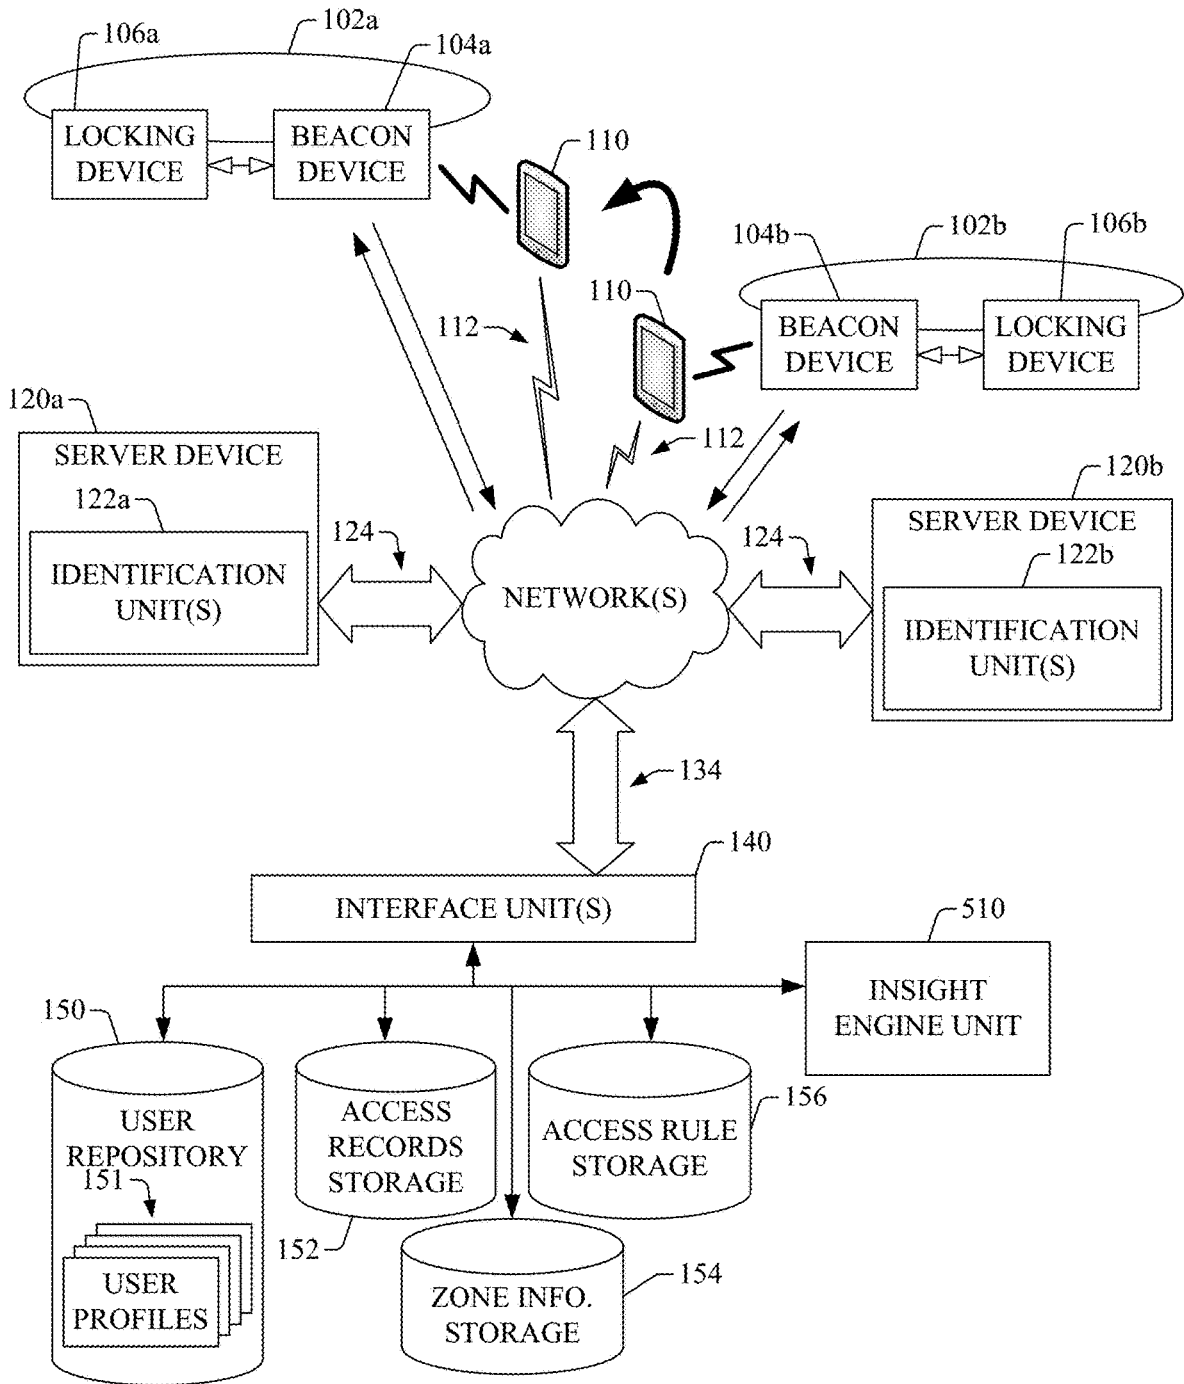 106a
102a
104a
LOCKING
DEVICE
BEACON
DEVICE
110
104b
102b
106b
110
BEACON
DEVICE
LOCKING
DEVICE
112
112
120a
SERVER DEVICE
122a
IDENTIFICATION
UNIT(S)
124
NETWORK(S)
124
120b
SERVER DEVICE
122b
IDENTIFICATION
UNIT(S)
134
140
INTERFACE UNIT(S)
510
INSIGHT
ENGINE UNIT
150
USER
REPOSITORY
151
USER
PROFILES
ACCESS
RECORDS
STORAGE
152
ACCESS RULE
STORAGE
156
ZONE INFO.
STORAGE
154